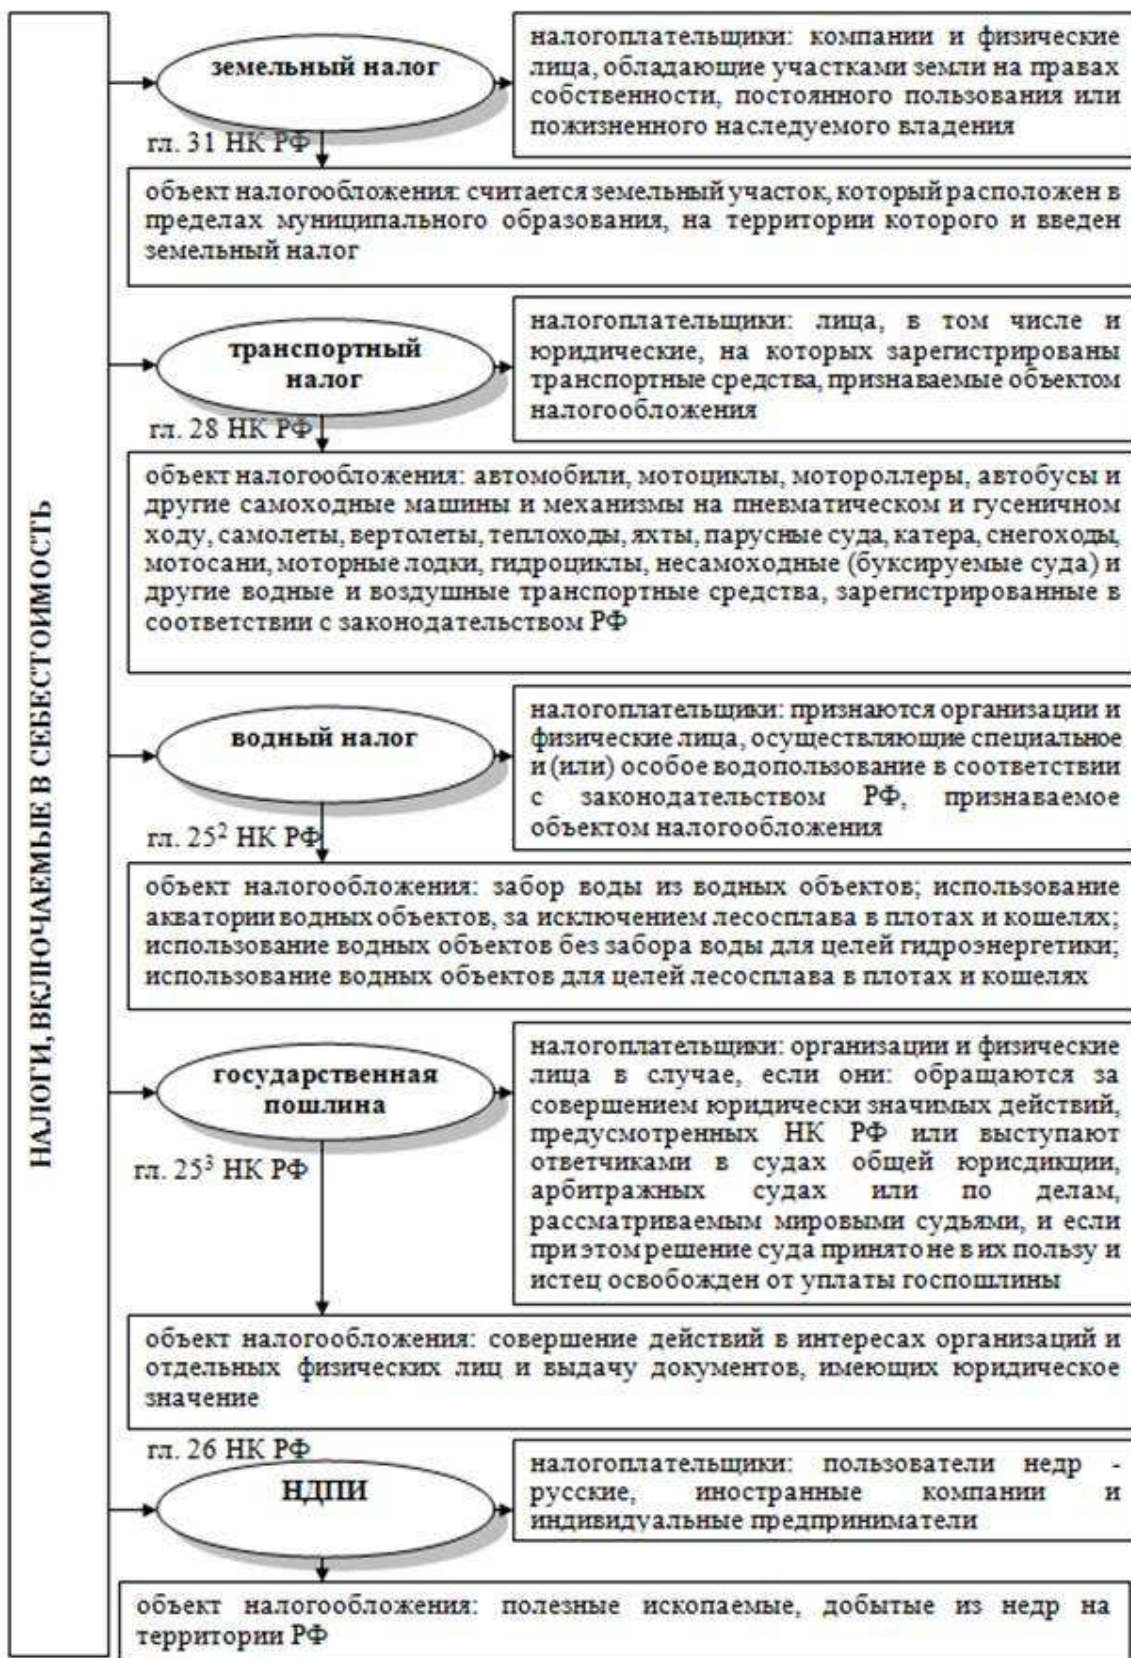 НАЛОГИ, ВКЛЮЧАЕМЫЕ В СЕБЕСТОИМОСТЬ
земельный налог
гл. 31 НК РФ
налогоплательщики: компании и физические
лица, обладающие участками земли на правах
собственности, постоянного пользования или
пожизненного наследуемого владения
объект налогообложения: считается земельный участок, который расположен в
пределах муниципального образования, на территории которого и введен
земельный налог
транспортный
налог
гл. 28 НК РФ
налогоплательщики: лица, в том числе и
юридические, на которых зарегистрированы
транспортные средства, признаваемые объектом
налогообложения
объект налогообложения: автомобили, мотоциклы, мотороллеры, автобусы и
другие самоходные машины и механизмы на пневматическом и гусеничном
ходу, самолеты, вертолеты, теплоходы, яхты, парусные суда, катера, снегоходы,
мотосани, моторные лодки, гидроциклы, несамоходные (буксируемые суда) и
другие водные и воздушные транспортные средства, зарегистрированные в
соответствии с законодательством РФ
водный налог
гл. 25² НК РФ
налогоплательщики: признаются организации и
физические лица, осуществляющие специальное
и (или) особое водопользование в соответствии
с законодательством РФ, признаваемое
объектом налогообложения
объект налогообложения: забор воды из водных объектов; использование
акватории водных объектов, за исключением лесосплава в плотах и кошелях;
использование водных объектов без забора воды для целей гидроэнергетики;
использование водных объектов для целей лесосплава в плотах и кошелях
государственная
пошлина
гл. 25³ НК РФ
налогоплательщики: организации и физические
лица в случае, если они: обращаются за
совершением юридически значимых действий,
предусмотренных НК РФ или выступают
ответчиками в судах общей юрисдикции,
арбитражных судах или по делам,
рассматриваемым мировыми судьями, и если
при этом решение суда принято не в их пользу и
истец освобожден от уплаты госпошлины
объект налогообложения: совершение действий в интересах организаций и
отдельных физических лиц и выдачу документов, имеющих юридическое
значение
гл. 26 НК РФ
НДПИ
налогоплательщики: пользователи недр -
русские, иностранные компании и
индивидуальные предприниматели
объект налогообложения: полезные ископаемые, добытые из недр на
территории РФ